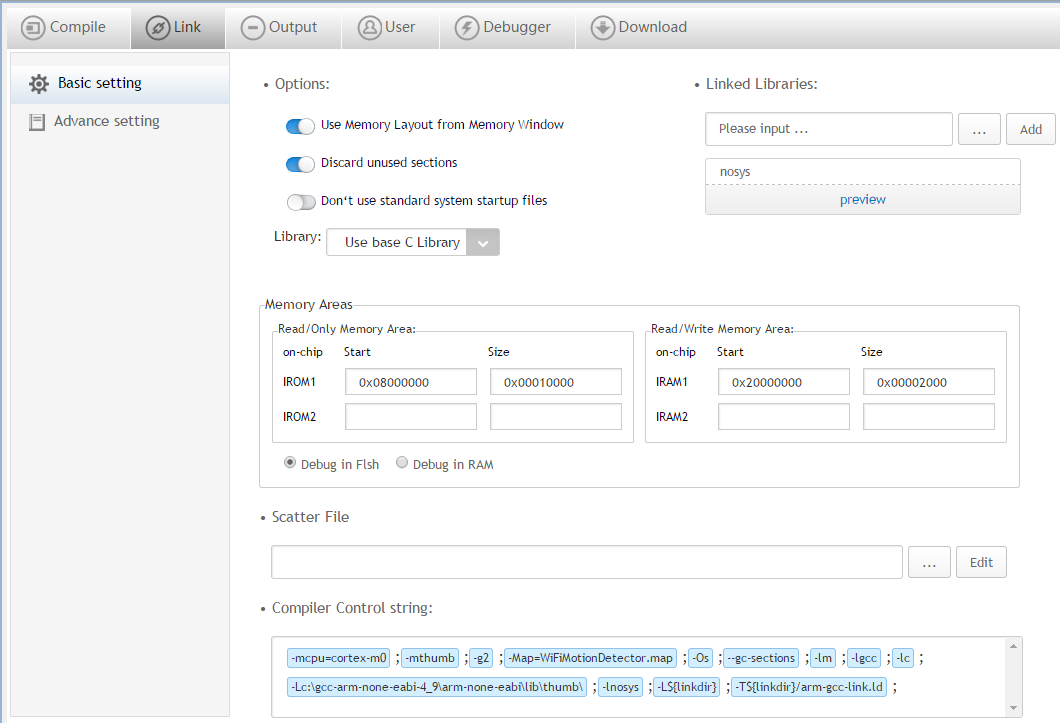 Compile Link Output User Debugger Download
Basic setting
Advance setting
• Options:
Use Memory Layout from Memory Window
Discard unused sections
Don't use standard system startup files
Library: Use base C Library
• Linked Libraries:
Please input ... ... Add
nosys
preview
Memory Areas
Read/Only Memory Area:
on-chip Start Size
IROM1 0x08000000 0x00010000
IROM2
Read/Write Memory Area:
on-chip Start Size
IRAM1 0x20000000 0x00002000
IRAM2
Debug in Flsh Debug in RAM
• Scatter File
... Edit
• Compiler Control string:
-mcpu=cortex-m0 ; -mthumb ; -g2 ; -Map=WiFiMotionDetector.map ; -Os ; --gc-sections ; -lm ; -lgcc ; -lc ;
-Lc:\gcc-arm-none-eabi-4_9\arm-none-eabi\lib\thumb\ ; -lnosys ; -L${linkdir} ; -T${linkdir}/arm-gcc-link.ld ;